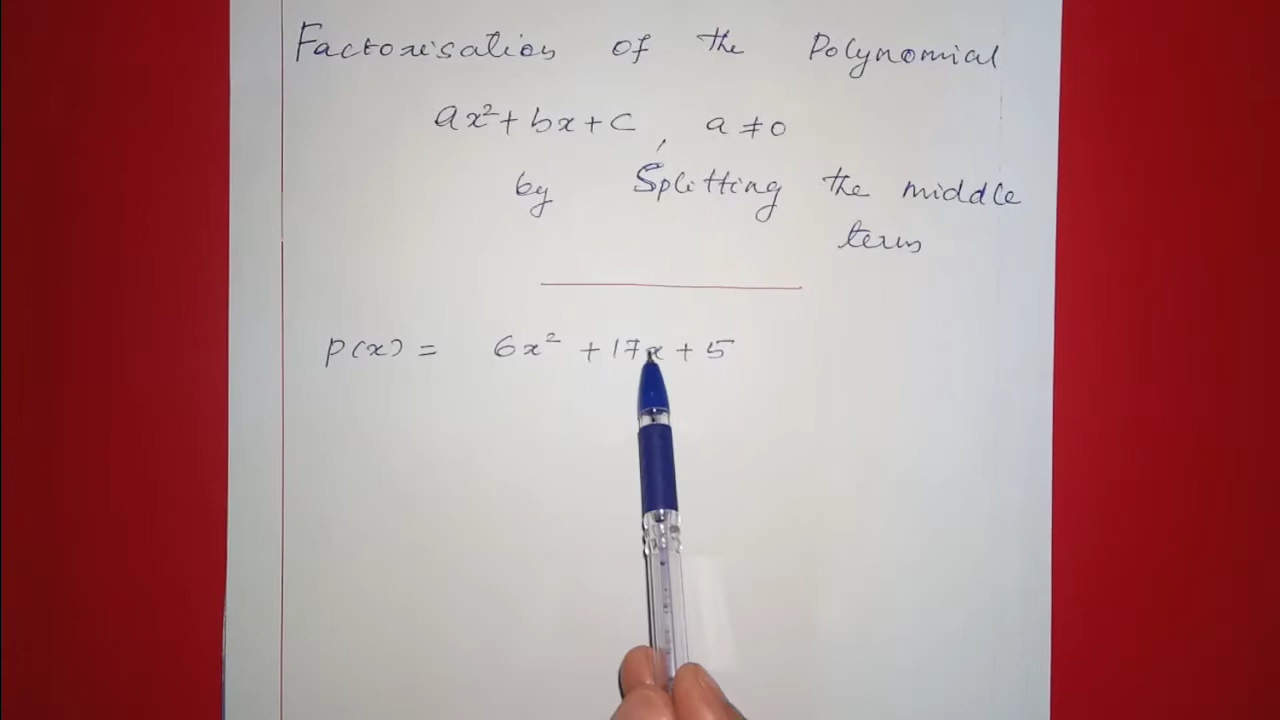 Factorisation of the Polynomial
ax²+bx+c, a≠0
by Splitting the middle
term
p(x) = 6x² +17x+5